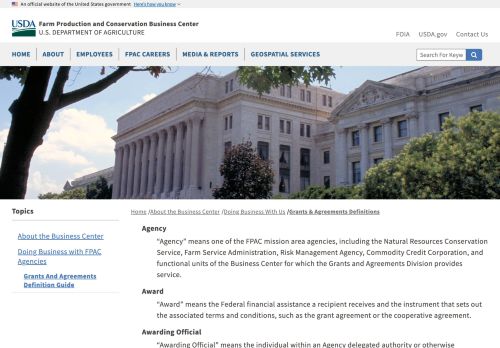 An official website of the United States government Here's how you know
USDA Farm Production and Conservation Business Center
U.S. DEPARTMENT OF AGRICULTURE
FOIA USDA.gov Contact Us
HOME ABOUT EMPLOYEES FPAC CAREERS MEDIA & REPORTS GEOSPATIAL SERVICES
Search For Keyw
Topics
About the Business Center
Doing Business with FPAC
Agencies
Grants And Agreements
Definition Guide
Home /About the Business Center /Doing Business With Us /Grants & Agreements Definitions
Agency
"Agency" means one of the FPAC mission area agencies, including the Natural Resources Conservation
Service, Farm Service Administration, Risk Management Agency, Commodity Credit Corporation, and
functional units of the Business Center for which the Grants and Agreements Division provides
service.
Award
"Award" means the Federal financial assistance a recipient receives and the instrument that sets out
the associated terms and conditions, such as the grant agreement or the cooperative agreement.
Awarding Official
"Awarding Official" means the individual within an Agency delegated authority or otherwise